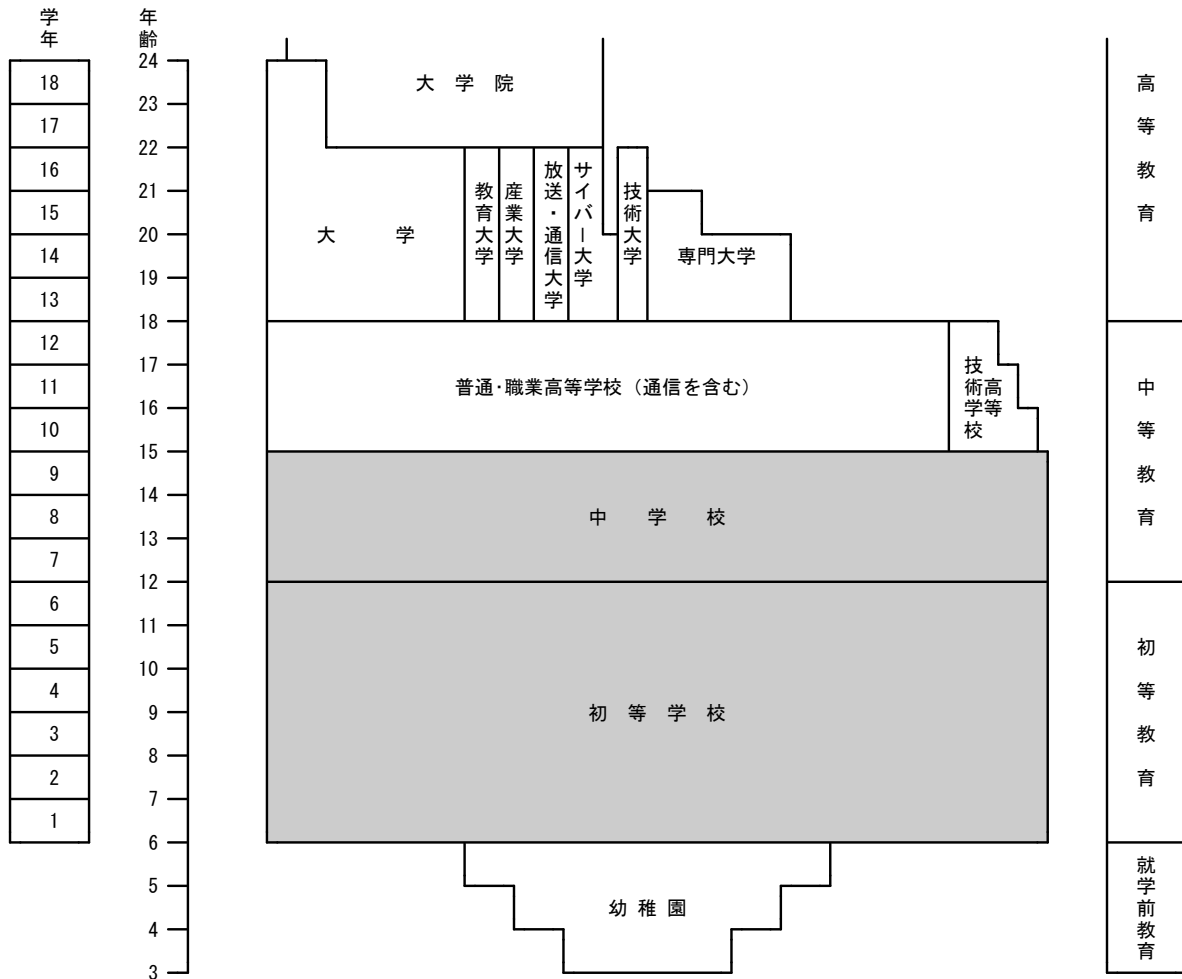 学年
年齢
18
17
16
15
14
13
12
11
10
9
8
7
6
5
4
3
2
1
24
23
22
21
20
19
18
17
16
15
14
13
12
11
10
9
8
7
6
5
4
3
大学院
大学
教育大学
産業大学
放送・通信大学
サイバー大学
技術大学
専門大学
普通・職業高等学校（通信を含む）
技術高等学校
中学校
初等学校
幼稚園
高等教育
中等教育
初等教育
就学前教育